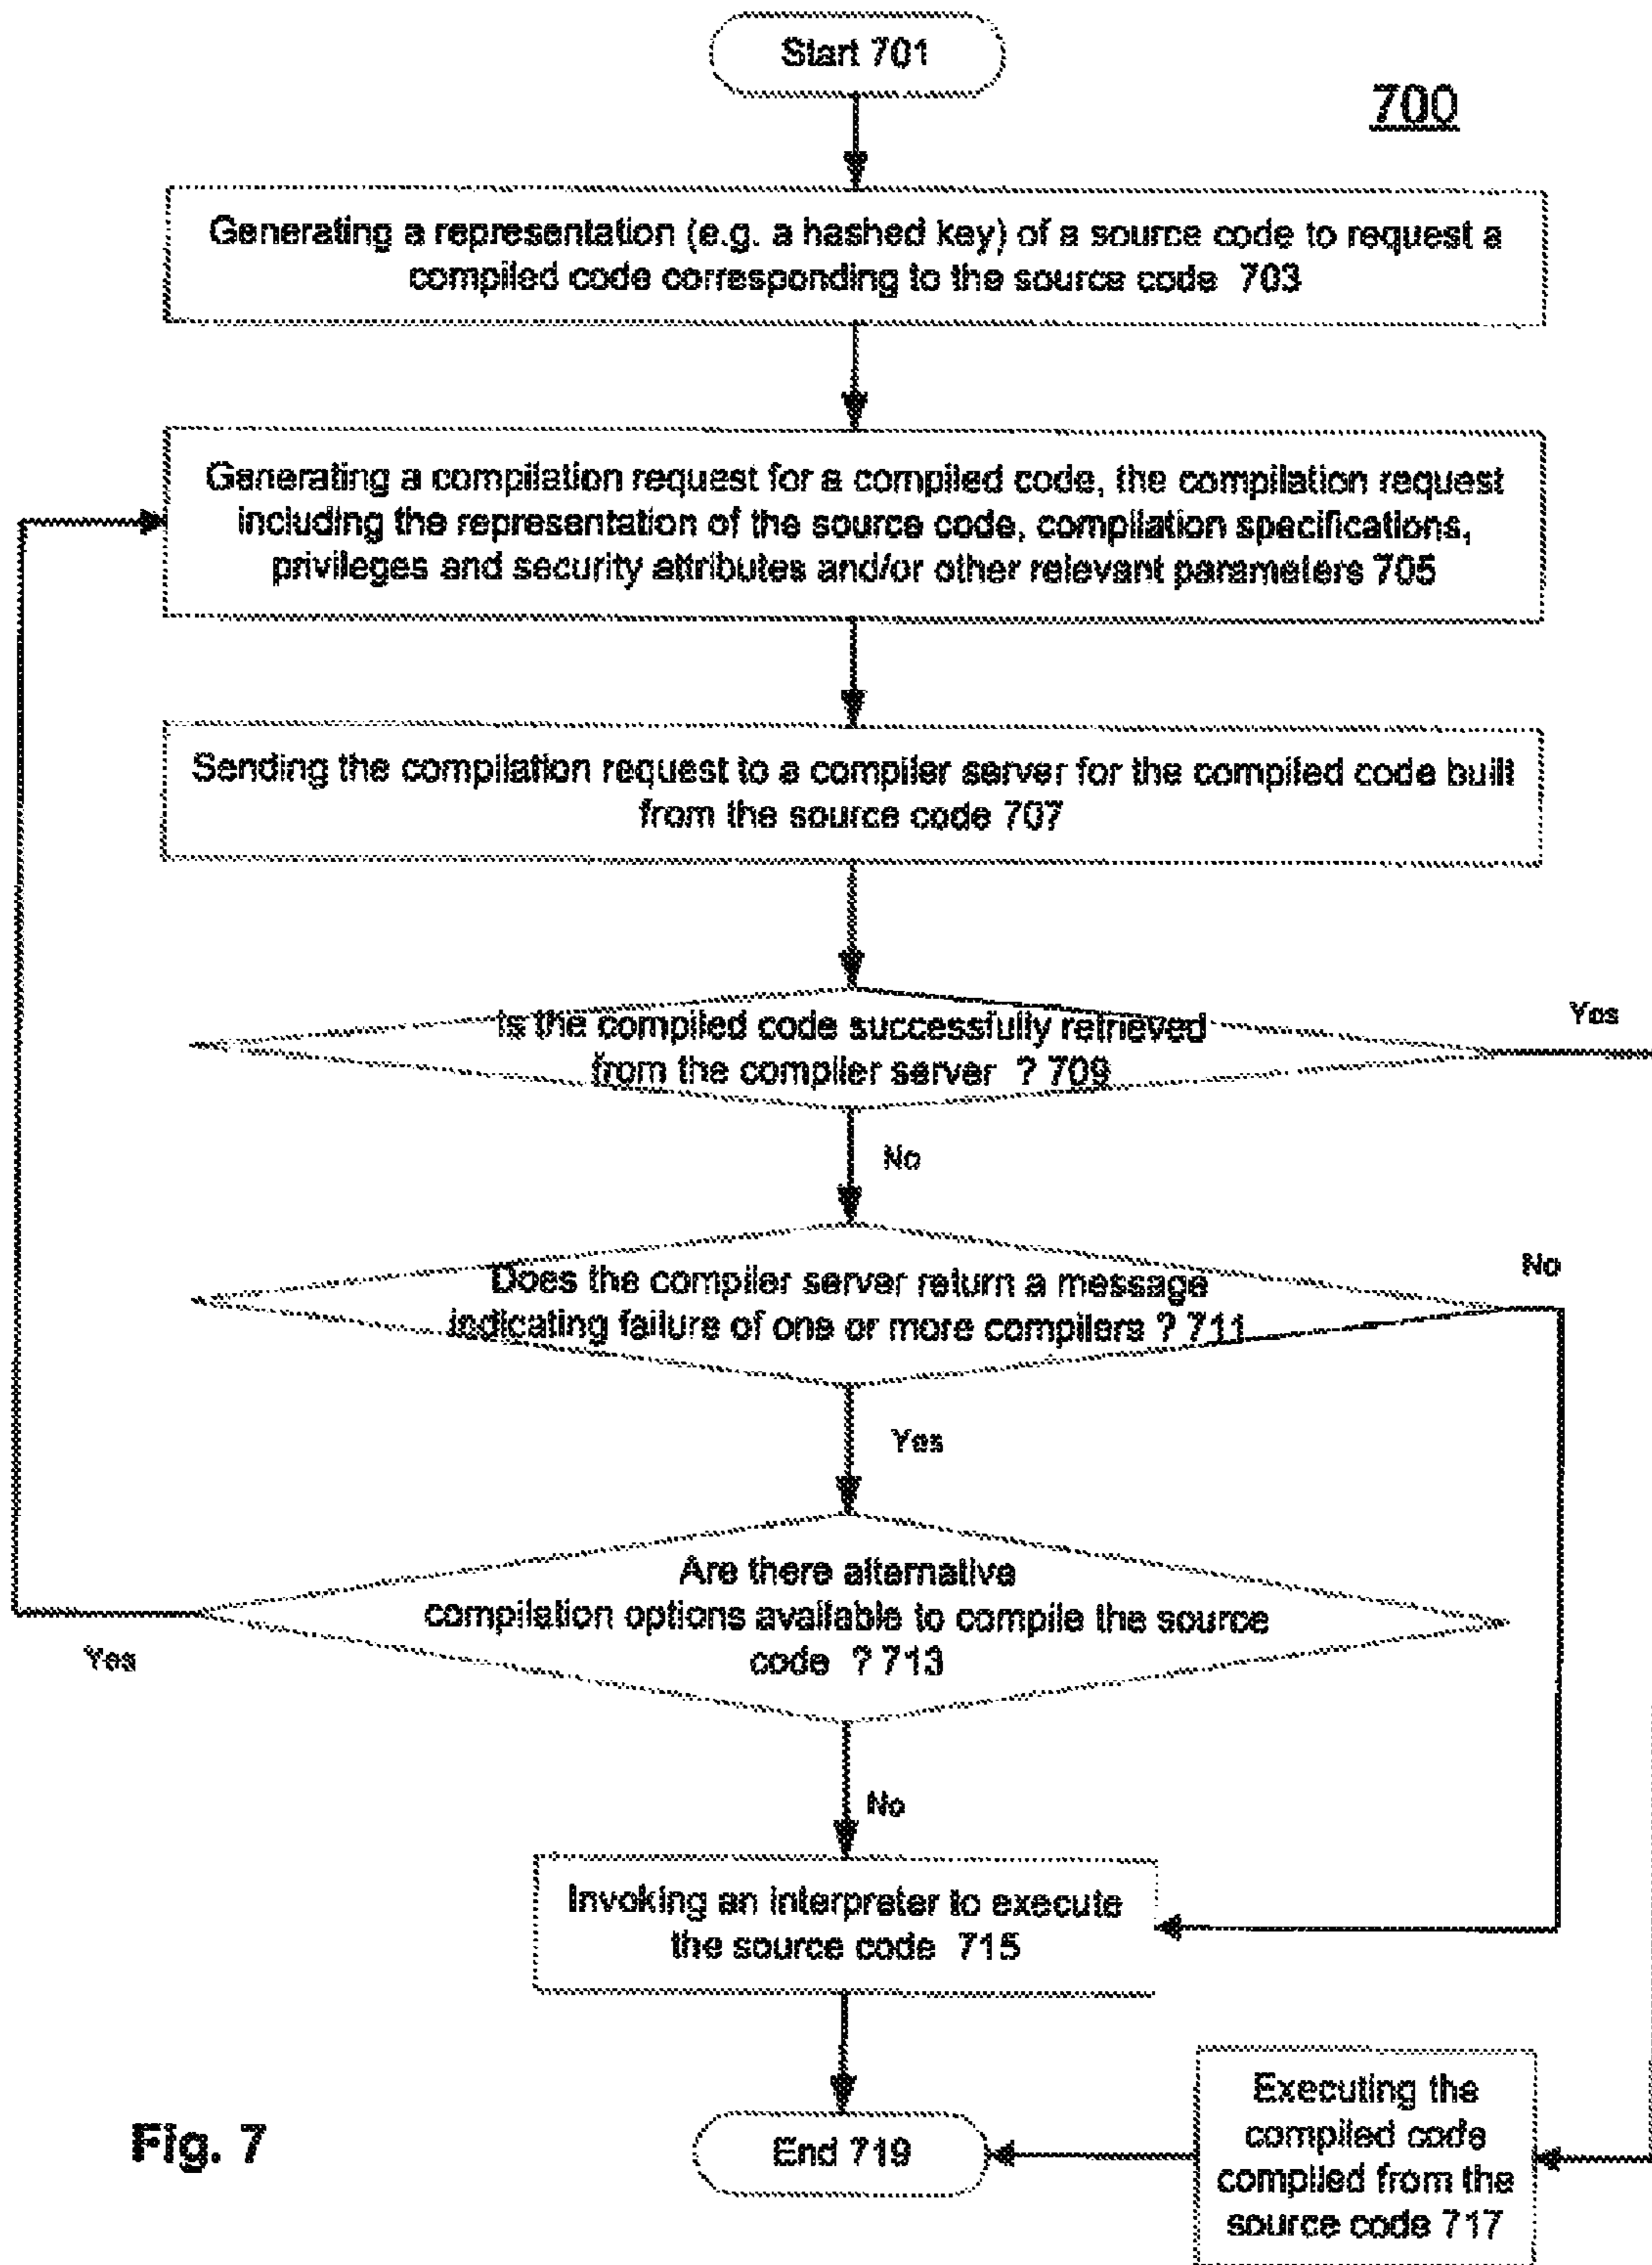 Start 701
700
Generating a representation (e.g. a hashed key) of a source code to request a
compiled code corresponding to the source code 703
Generating a compilation request for a compiled code, the compilation request
including the representation of the source code, compilation specifications,
privileges and security attributes and/or other relevant parameters 705
Sending the compilation request to a compiler server for the compiled code built
from the source code 707
Is the compiled code successfully retrieved
from the compiler server ? 709
Yes
No
Does the compiler server return a message
indicating failure of one or more compilers ? 711
No
Yes
Are there alternative
compilation options available to compile the source
code ? 713
Yes
No
Invoking an interpreter to execute
the source code 715
Executing the
compiled code
compiled from the
source code 717
End 719
Fig. 7